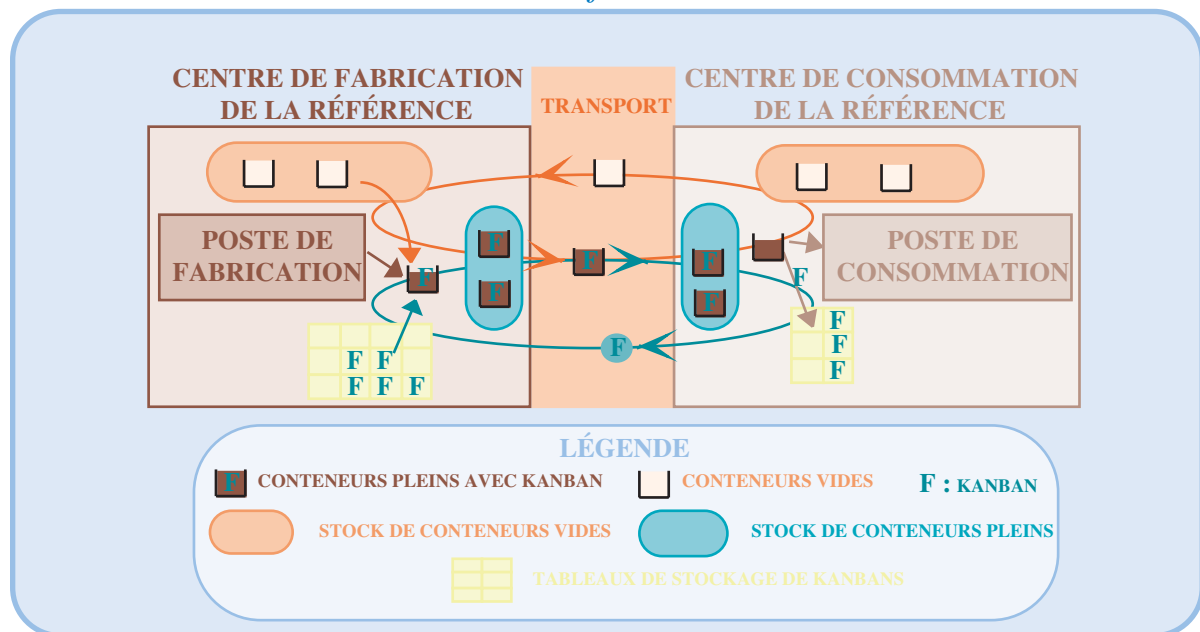 CENTRE DE FABRICATION
DE LA RÉFÉRENCE
TRANSPORT
CENTRE DE CONSOMMATION
DE LA RÉFÉRENCE
POSTE DE
FABRICATION
F
F
F
F
F
F
POSTE DE
CONSOMMATION
F
F F
F F F
F
F
F
F
F
LÉGENDE
F CONTENEURS PLEINS AVEC KANBAN
CONTENEURS VIDES
F : KANBAN
STOCK DE CONTENEURS VIDES
STOCK DE CONTENEURS PLEINS
TABLEAUX DE STOCKAGE DE KANBANS